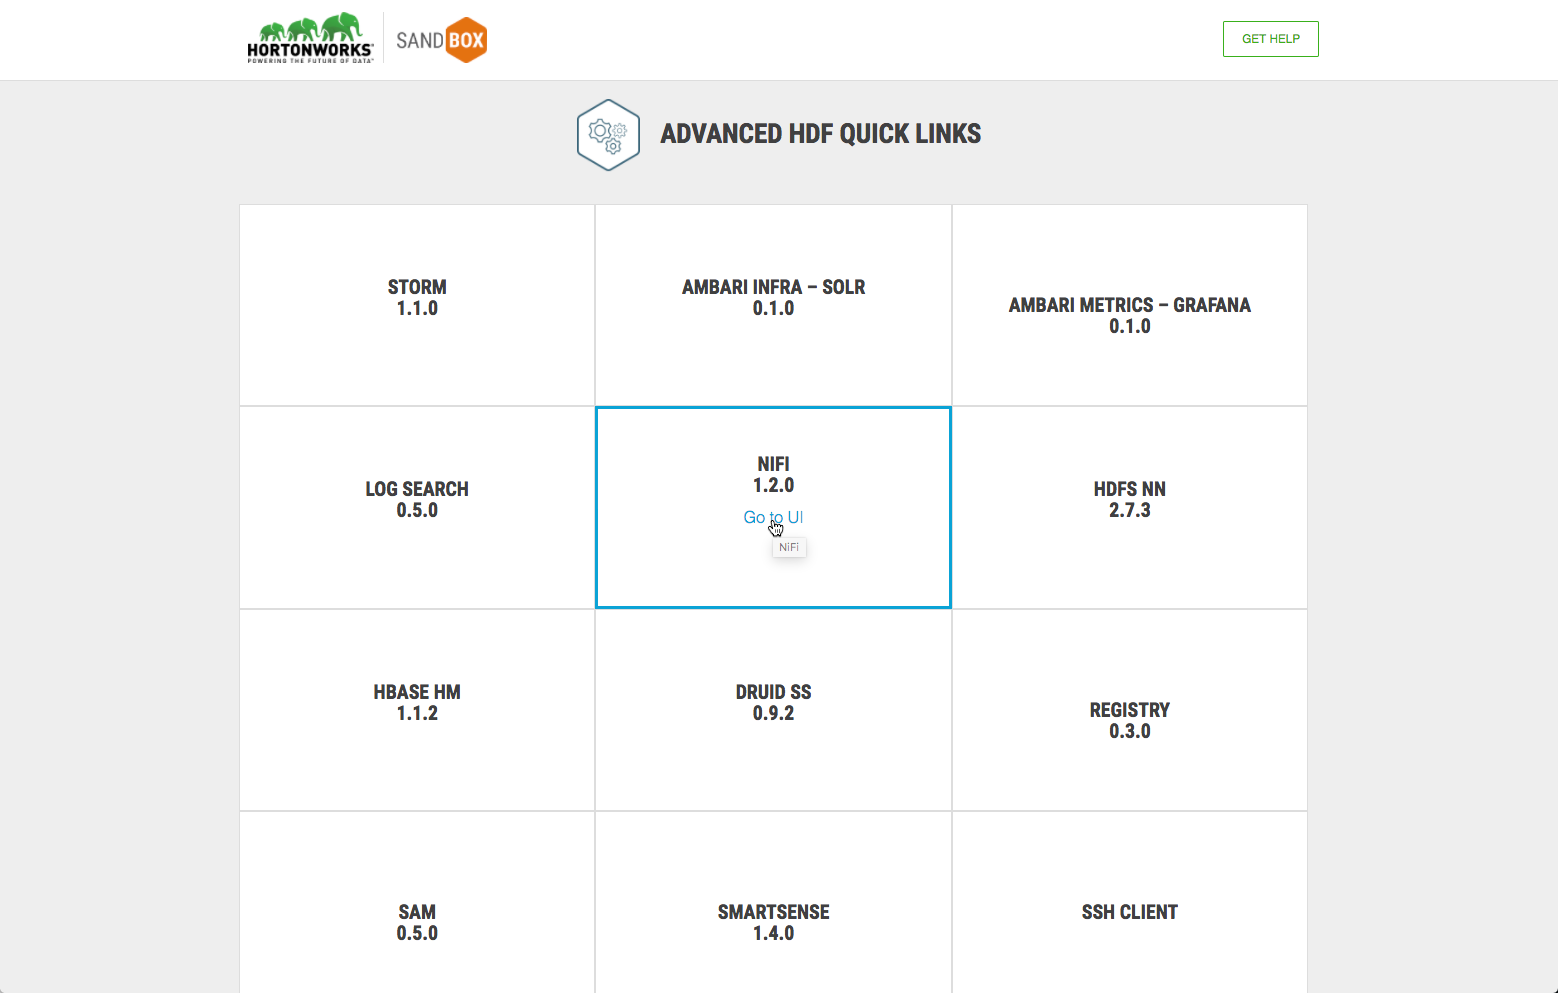 HORTONWORKS
POWERING THE FUTURE OF DATA
SANDBOX
GET HELP
ADVANCED HDF QUICK LINKS
STORM
1.1.0
AMBARI INFRA – SOLR
0.1.0
AMBARI METRICS – GRAFANA
0.1.0
LOG SEARCH
0.5.0
NIFI
1.2.0
Go to UI
NiFi
HDFS NN
2.7.3
HBASE HM
1.1.2
DRUID SS
0.9.2
REGISTRY
0.3.0
SAM
0.5.0
SMARTSENSE
1.4.0
SSH CLIENT